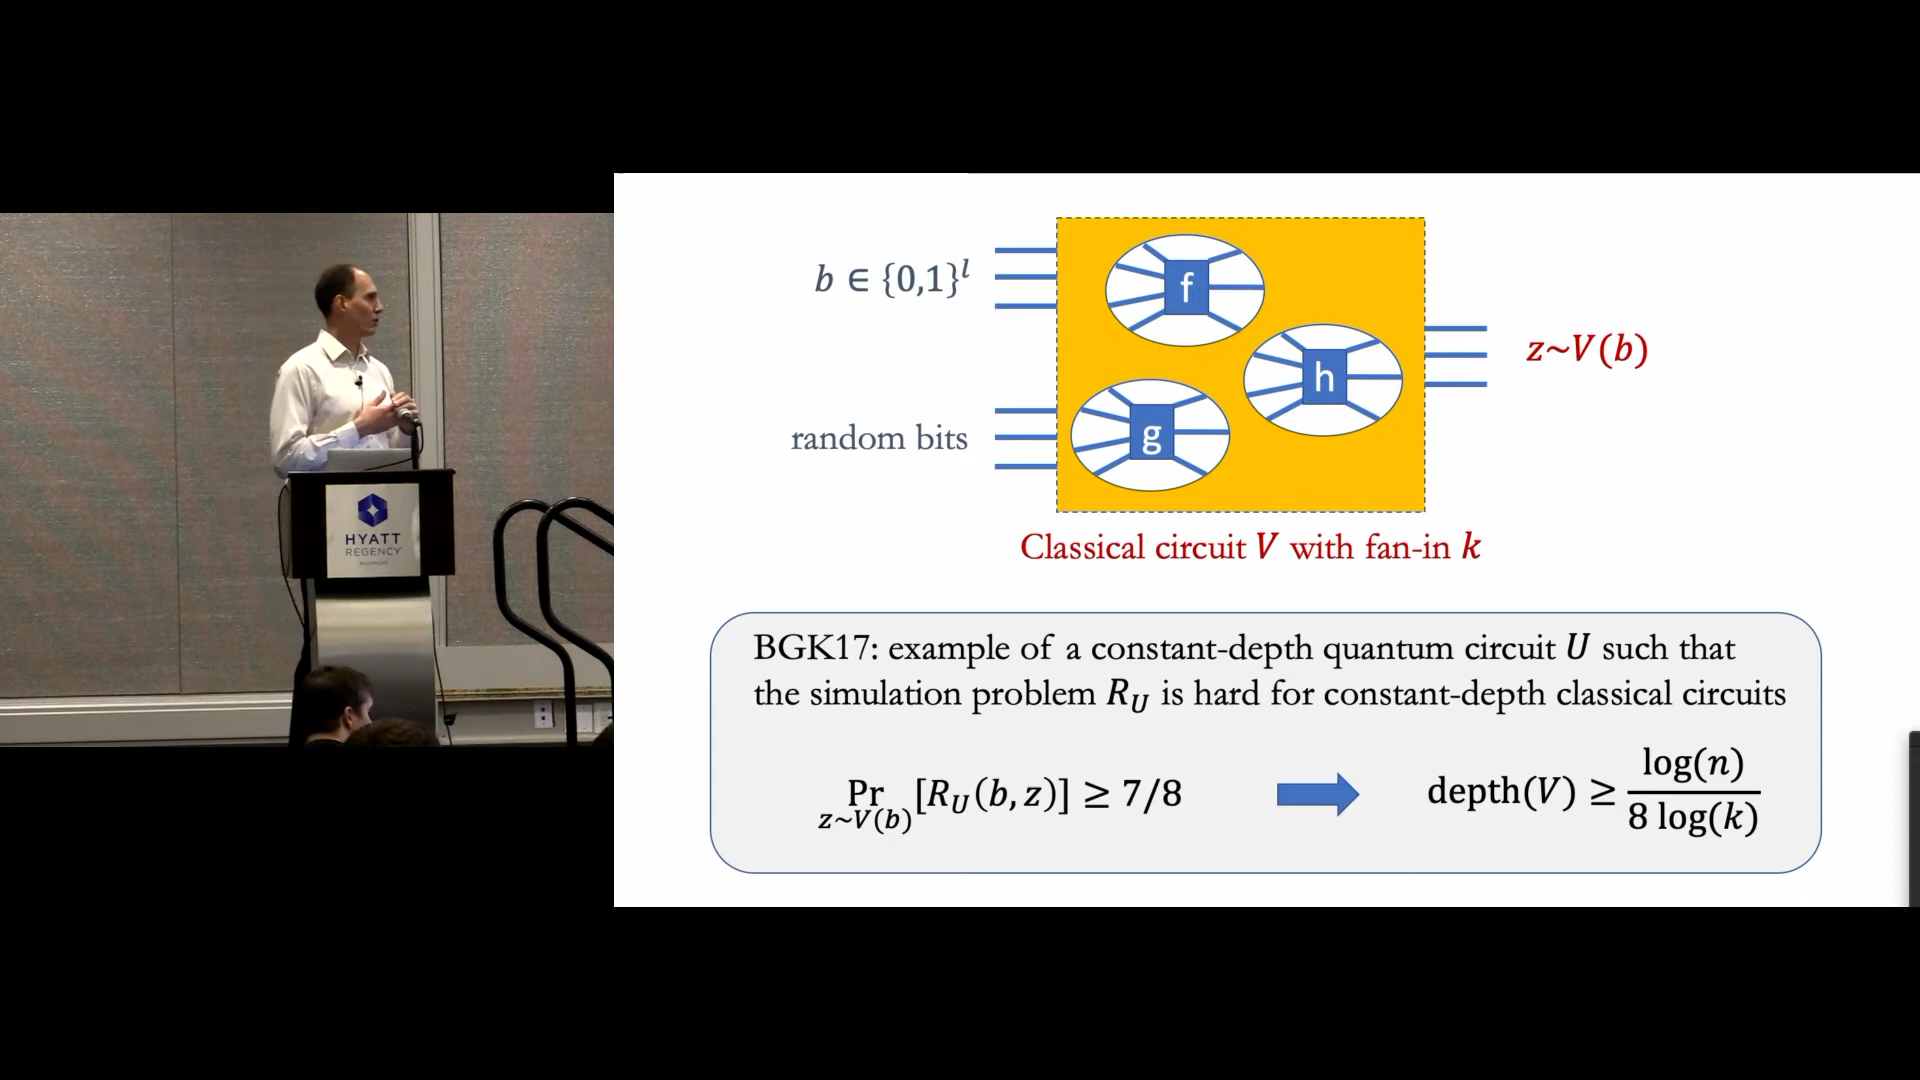 b ∈ {0,1}^l
f
h
z~V(b)
random bits
g
Classical circuit V with fan-in k
BGK17: example of a constant-depth quantum circuit U such that
the simulation problem R_U is hard for constant-depth classical circuits
Pr_{z~V(b)} [R_U(b, z)] ≥ 7/8
depth(V) ≥ log(n) / 8 log(k)
HYATT
REGENCY